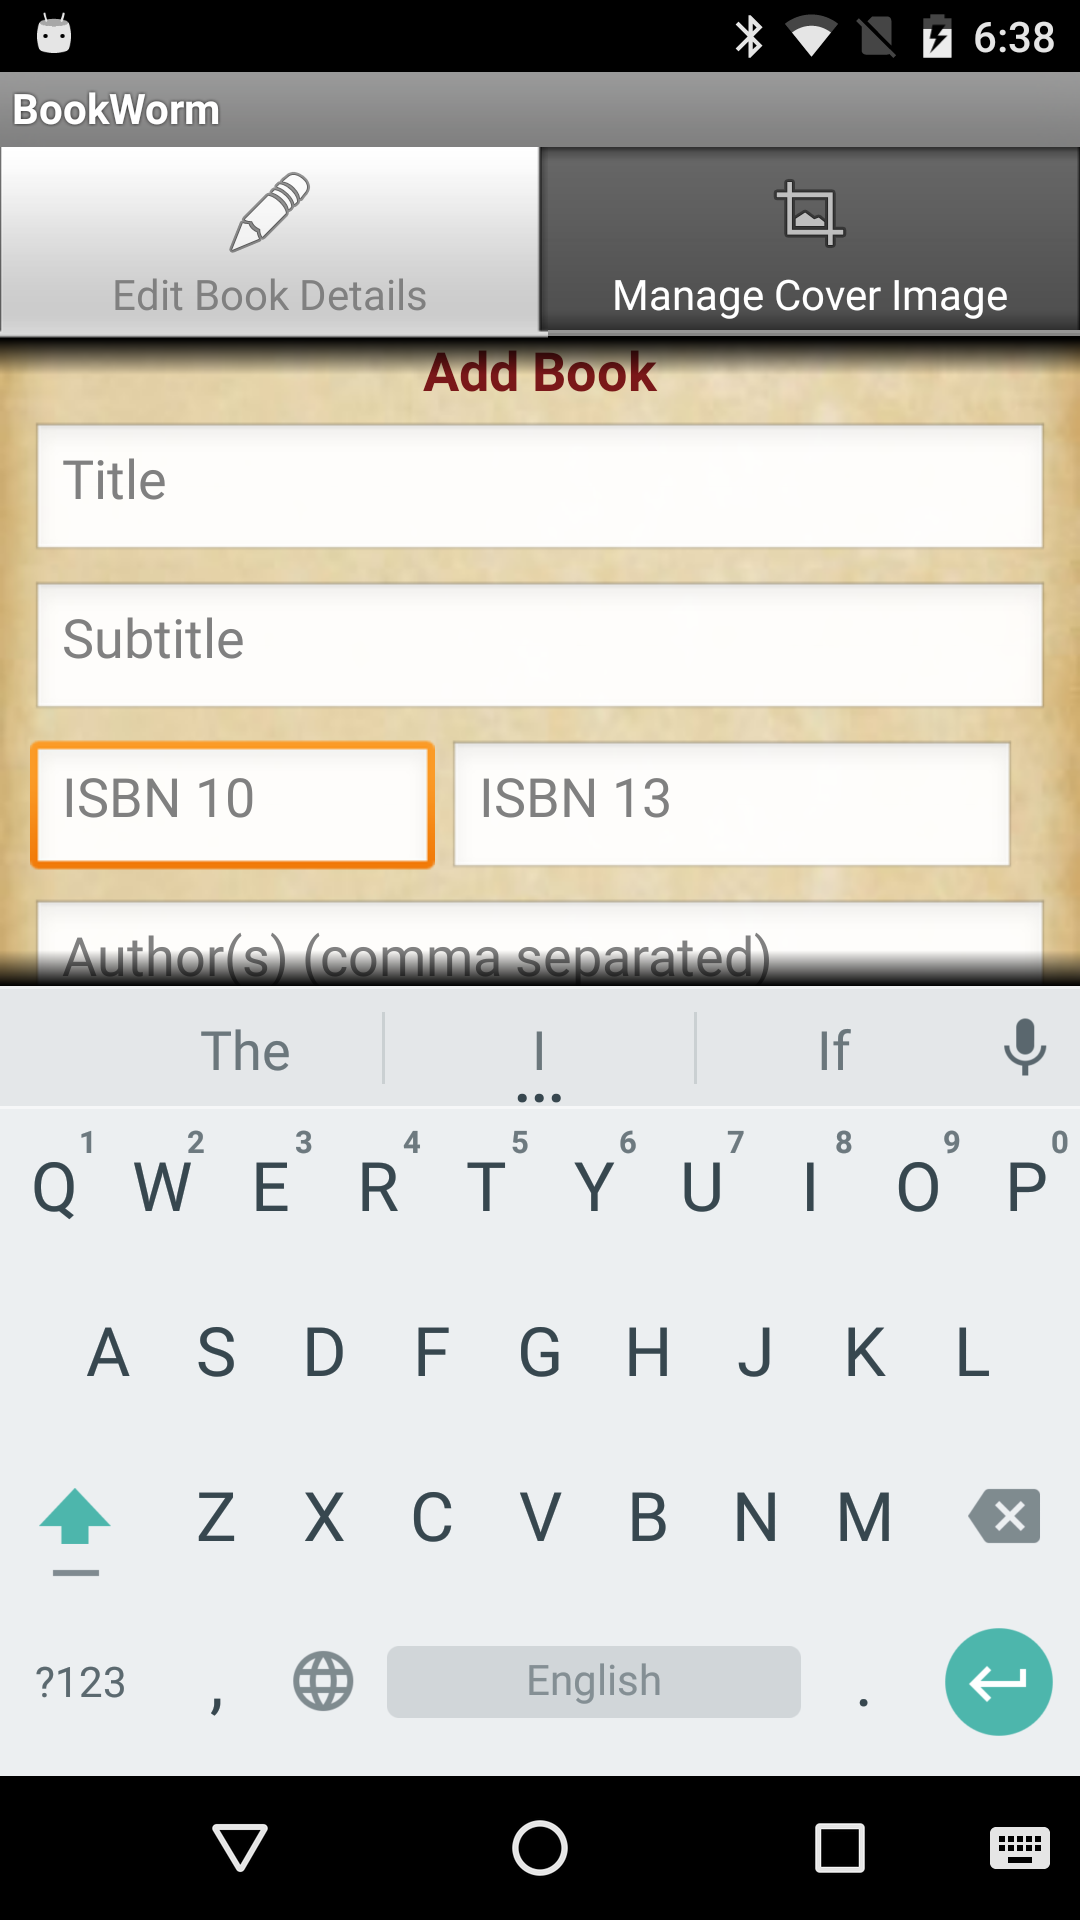 6:38
BookWorm
Edit Book Details Manage Cover Image
Add Book
Title
Subtitle
ISBN 10 ISBN 13
Author(s) (comma separated)
The I If
1 2 3 4 5 6 7 8 9 0
Q W E R T Y U I O P
A S D F G H J K L
Z X C V B N M
?123 , English .